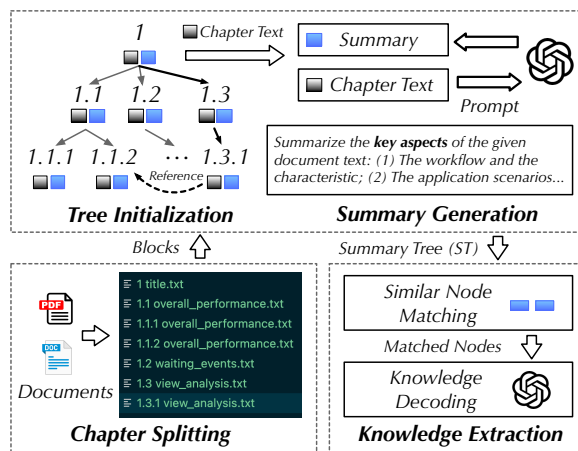 1
Chapter Text
Summary
Chapter Text
Prompt
1.1
1.2
1.3
1.1.1
1.1.2
...
1.3.1
Reference
Summarize the key aspects of the given
document text: (1) The workflow and the
characteristic; (2) The application scenarios...
Tree Initialization
Summary Generation
Blocks
Summary Tree (ST)
PDF
DOC
Documents
1 title.txt
1.1 overall_performance.txt
1.1.1 overall_performance.txt
1.1.2 overall_performance.txt
1.2 waiting_events.txt
1.3 view_analysis.txt
1.3.1 view_analysis.txt
Chapter Splitting
Similar Node
Matching
Matched Nodes
Knowledge
Decoding
Knowledge Extraction